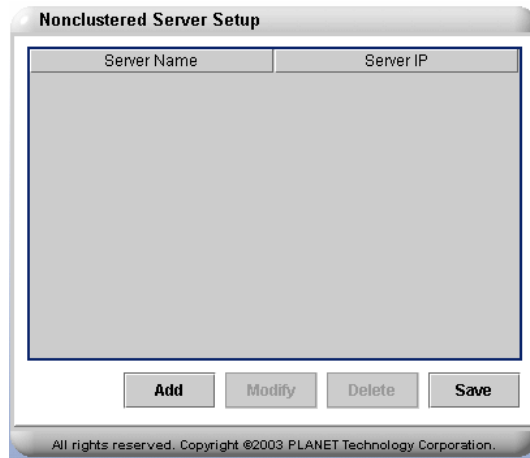 Nonclustered Server Setup
Server Name Server IP
Add Modify Delete Save
All rights reserved. Copyright ©2003 PLANET Technology Corporation.